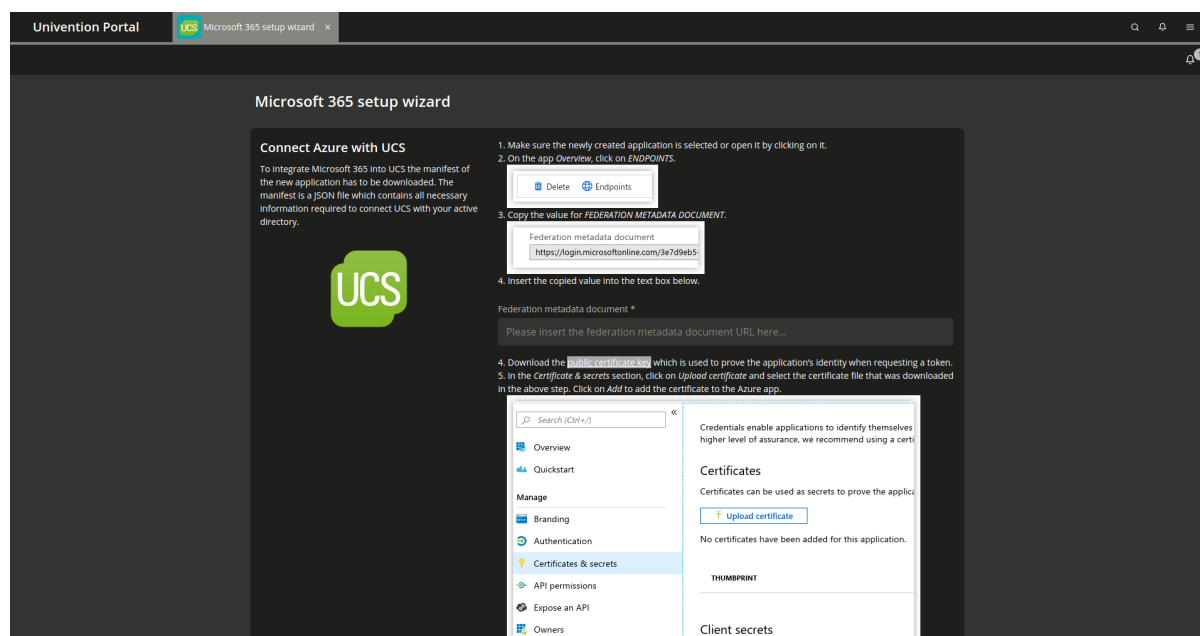 Univention Portal
UCS Microsoft 365 setup wizard ×
Microsoft 365 setup wizard
Connect Azure with UCS
To integrate Microsoft 365 into UCS the manifest of
the new application has to be downloaded. The
manifest is a JSON file which contains all necessary
information required to connect UCS with your active
directory.
UCS
1. Make sure the newly created application is selected or open it by clicking on it.
2. On the app Overview, click on ENDPOINTS.
Delete Endpoints
3. Copy the value for FEDERATION METADATA DOCUMENT.
Federation metadata document
https://login.microsoftonline.com/3e7d9eb5-
4. Insert the copied value into the text box below.
Federation metadata document *
Please insert the federation metadata document URL here...
4. Download the public certificate key which is used to prove the application's identity when requesting a token.
5. In the Certificate & secrets section, click on Upload certificate and select the certificate file that was downloaded
in the above step. Click on Add to add the certificate to the Azure app.
Search (Ctrl+/)
«
Overview
Quickstart
Manage
Branding
Authentication
Certificates & secrets
API permissions
Expose an API
Owners
Credentials enable applications to identify themselves
higher level of assurance, we recommend using a certi
Certificates
Certificates can be used as secrets to prove the applica
Upload certificate
No certificates have been added for this application.
THUMBPRINT
Client secrets